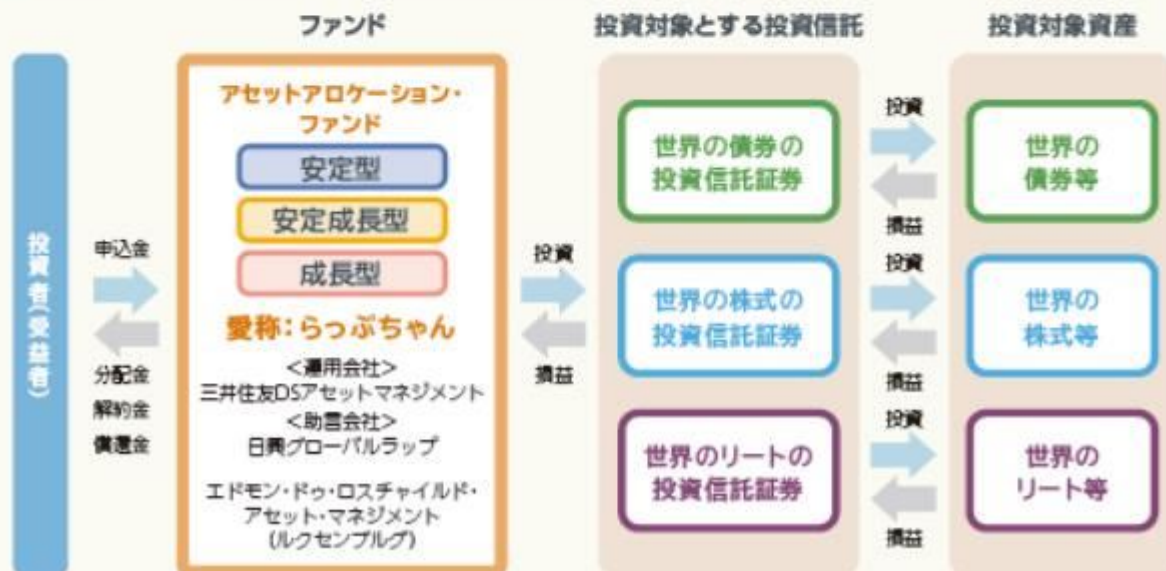 ファンド
投資対象とする投資信託
投資対象資産
投資者(受益者)
申込金
分配金
解約金
償還金
アセットアロケーション・
ファンド
安定型
安定成長型
成長型
愛称:らっぷちゃん
<運用会社>
三井住友DSアセットマネジメント
<助言会社>
日興グローバルラップ
エドモン・ドゥ・ロスチャイルド・
アセット・マネジメント
(ルクセンブルグ)
投資
損益
世界の債券の
投資信託証券
投資
損益
世界の
債券等
世界の株式の
投資信託証券
投資
損益
世界の
株式等
世界のリートの
投資信託証券
投資
損益
世界の
リート等